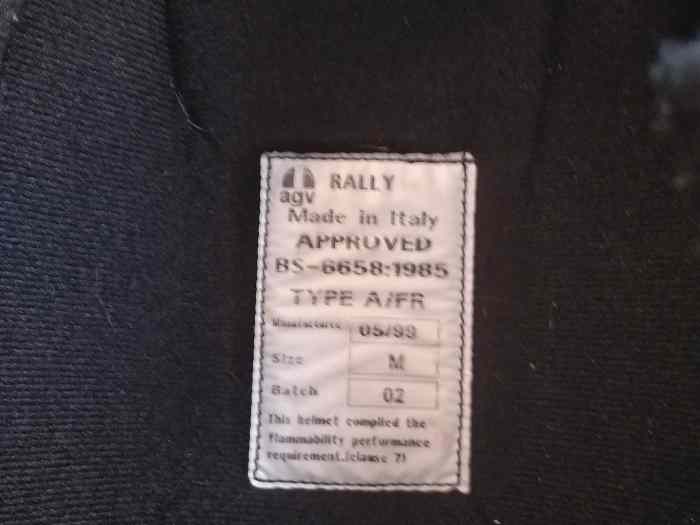 agv RALLY
Made in Italy
APPROVED
BS-6658:1985
TYPE A/FR
Manufacture 05/99
Size M
Batch 02
This helmet complied the
flammability performance
requirement.(clause 7)